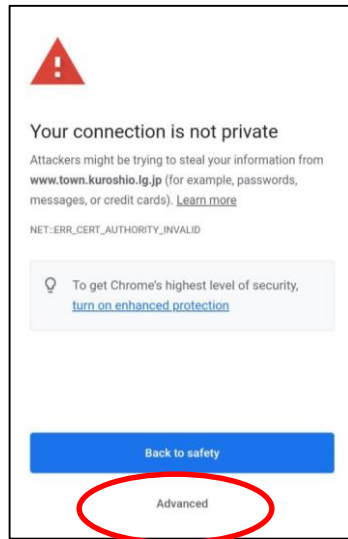 Your connection is not private
Attackers might be trying to steal your information from
www.town.kuroshio.lg.jp (for example, passwords,
messages, or credit cards). Learn more
NET::ERR_CERT_AUTHORITY_INVALID
To get Chrome's highest level of security,
turn on enhanced protection
Back to safety
Advanced